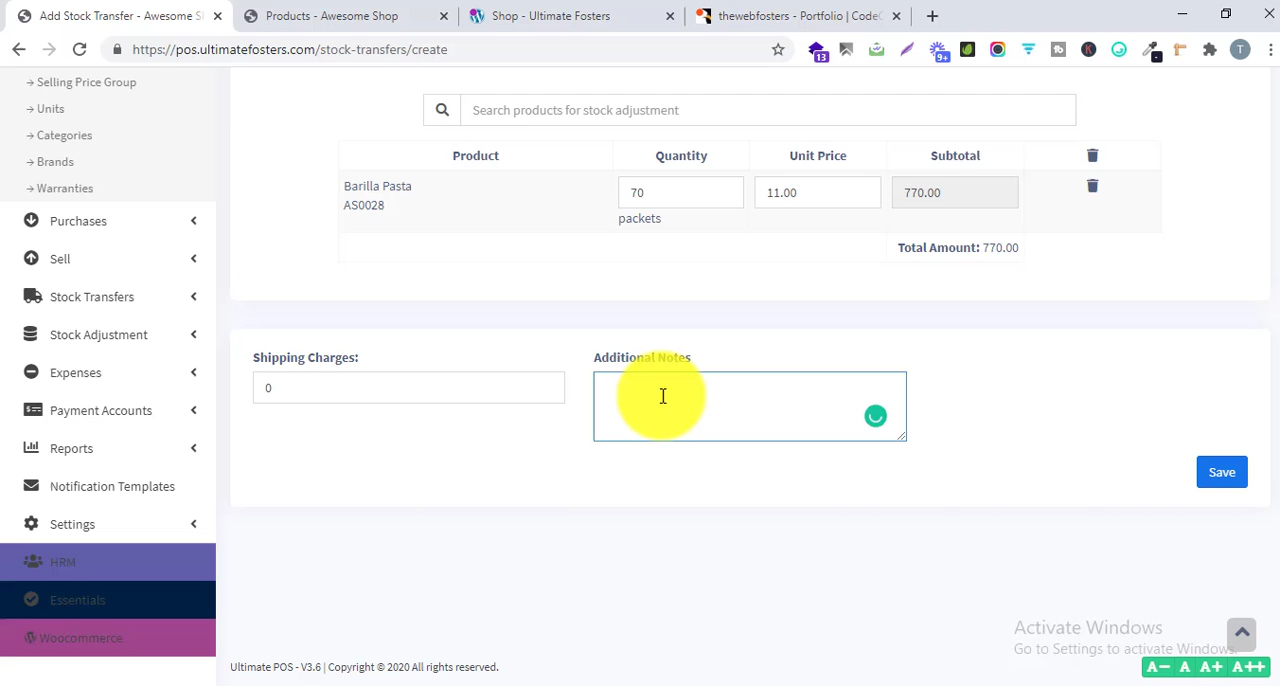 Add Stock Transfer - Awesome S
Products - Awesome Shop
Shop - Ultimate Fosters
thewebfosters - Portfolio | CodeC
https://pos.ultimatefosters.com/stock-transfers/create
13
9+
T
Selling Price Group
Units
Categories
Brands
Warranties
Purchases
Sell
Stock Transfers
Stock Adjustment
Expenses
Payment Accounts
Reports
Notification Templates
Settings
HRM
Essentials
Woocommerce
Search products for stock adjustment
Product Quantity Unit Price Subtotal
Barilla Pasta
AS0028
70 11.00 770.00
packets
Total Amount: 770.00
Shipping Charges:
0
Additional Notes
Save
Activate Windows
Go to Settings to activate Windows.
A- A A+ A++
Ultimate POS - V3.6 | Copyright © 2020 All rights reserved.